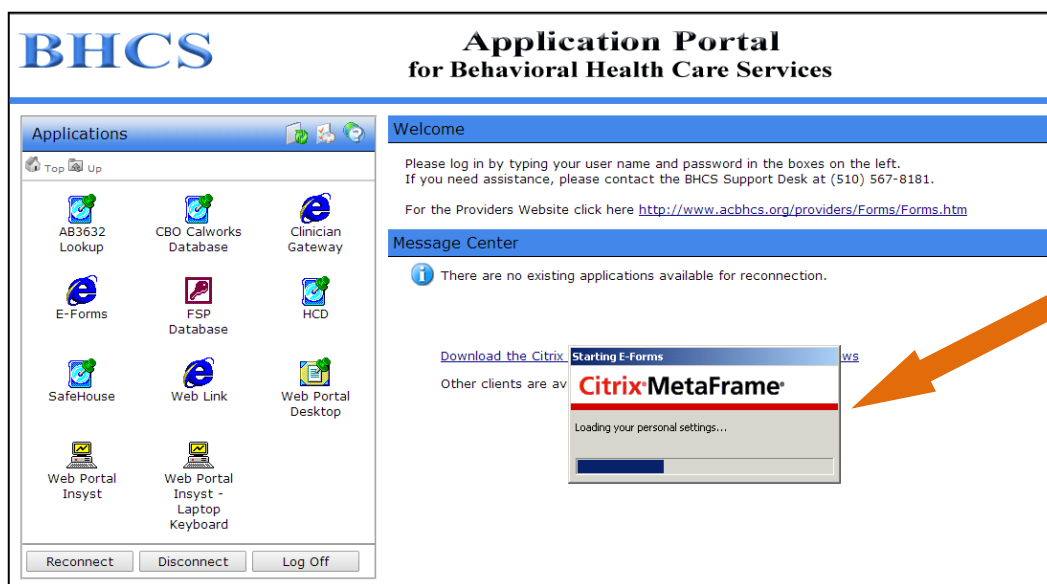 BHCS
Application Portal
for Behavioral Health Care Services
Applications
Top Up
AB3632
Lookup
CBO Calworks
Database
Clinician
Gateway
E-Forms
FSP
Database
HCD
SafeHouse
Web Link
Web Portal
Desktop
Web Portal
Insyst
Web Portal
Insyst -
Laptop
Keyboard
Reconnect
Disconnect
Log Off
Welcome
Please log in by typing your user name and password in the boxes on the left.
If you need assistance, please contact the BHCS Support Desk at (510) 567-8181.
For the Providers Website click here http://www.acbhcs.org/providers/Forms/Forms.htm
Message Center
There are no existing applications available for reconnection.
Download the Citrix
ws
Other clients are av
Starting E-Forms
Citrix®MetaFrame®
Loading your personal settings...